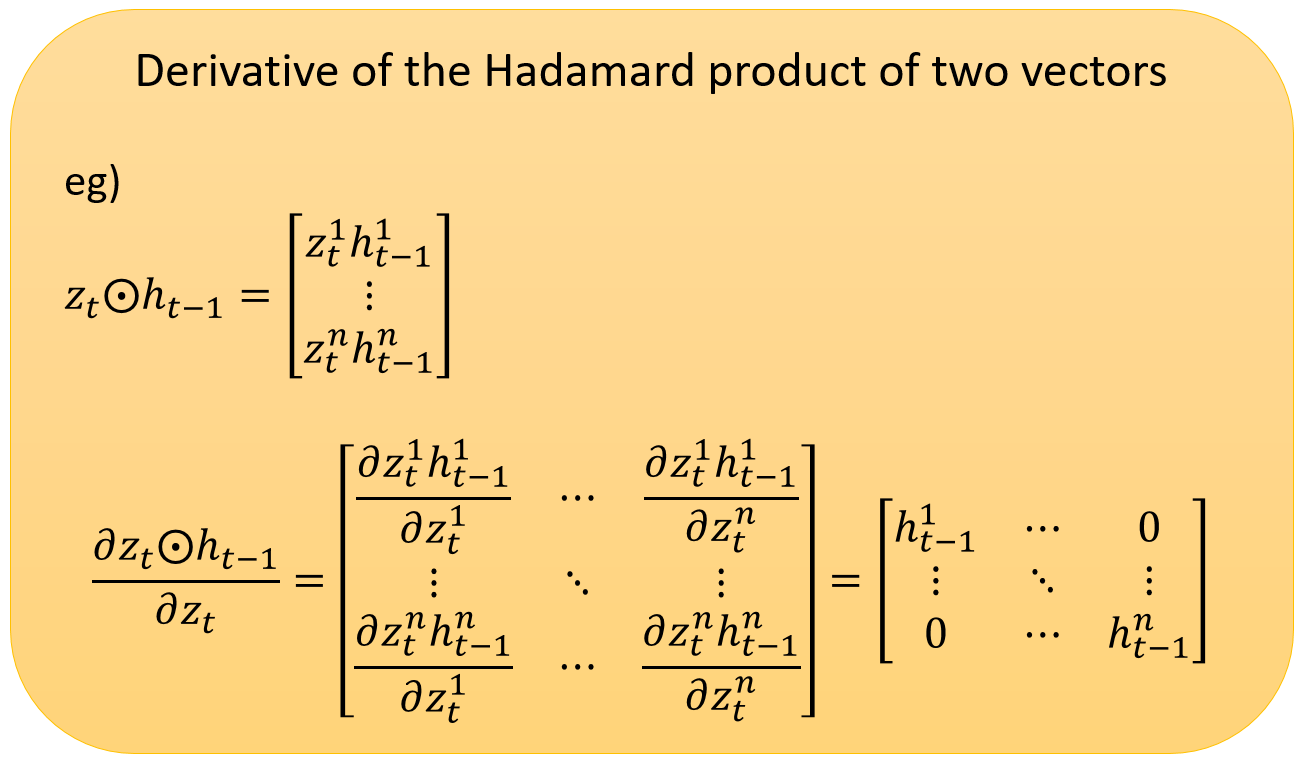 Derivative of the Hadamard product of two vectors
eg)
$z_t \odot h_{t-1} = \begin{bmatrix} z_t^1 h_{t-1}^1 \\ \vdots \\ z_t^n h_{t-1}^n \end{bmatrix}$
$\frac{\partial z_t \odot h_{t-1}}{\partial z_t} = \begin{bmatrix} \frac{\partial z_t^1 h_{t-1}^1}{\partial z_t^1} & \cdots & \frac{\partial z_t^1 h_{t-1}^1}{\partial z_t^n} \\ \vdots & \ddots & \vdots \\ \frac{\partial z_t^n h_{t-1}^n}{\partial z_t^1} & \cdots & \frac{\partial z_t^n h_{t-1}^n}{\partial z_t^n} \end{bmatrix} = \begin{bmatrix} h_{t-1}^1 & \cdots & 0 \\ \vdots & \ddots & \vdots \\ 0 & \cdots & h_{t-1}^n \end{bmatrix}$